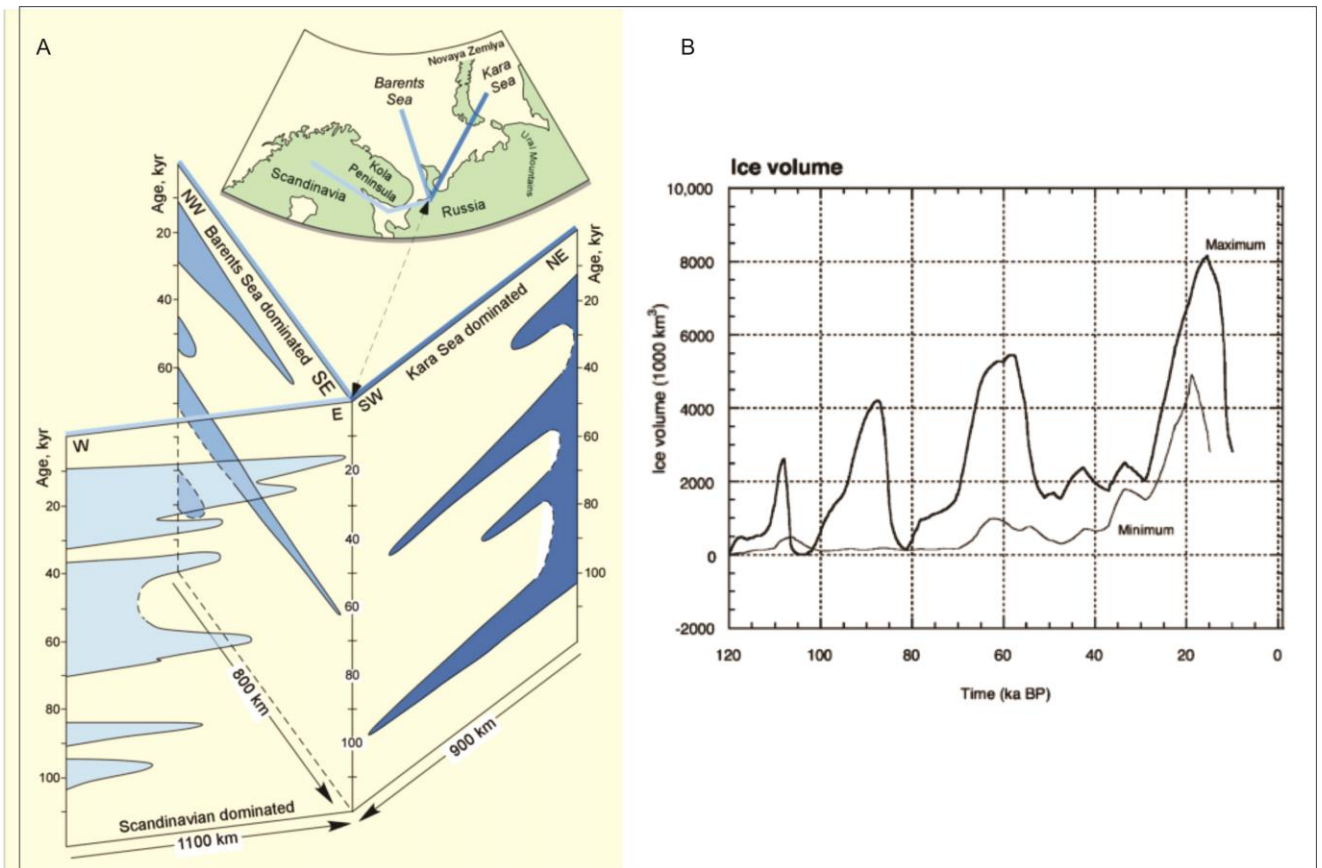 A
Novaya Zemlya
Kara
Sea
Barents
Sea
Ural Mountains
Kola
Peninsula
Scandinavia
Russia
Age, kyr
NW
Barents Sea dominated
SE
20
40
60
NE
Kara Sea dominated
SW
Age, kyr
20
40
60
80
100
W
E
Age, kyr
20
40
60
80
100
20
40
60
80
100
800 km
900 km
Scandinavian dominated
1100 km
B
Ice volume
10,000
8000
6000
4000
2000
0
-2000
Ice volume (1000 km³)
Maximum
Minimum
120
100
80
60
40
20
0
Time (ka BP)